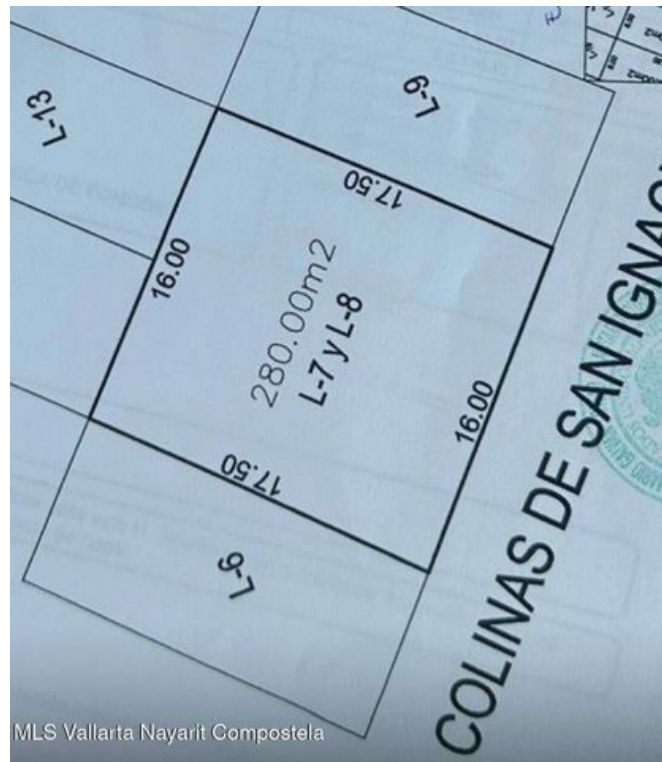 L-13
L-9
17.50
16.00
280.00m2
L-7 y L-8
16.00
17.50
L-6
COLINAS DE SAN
MLS Vallarta Nayarit Compostela